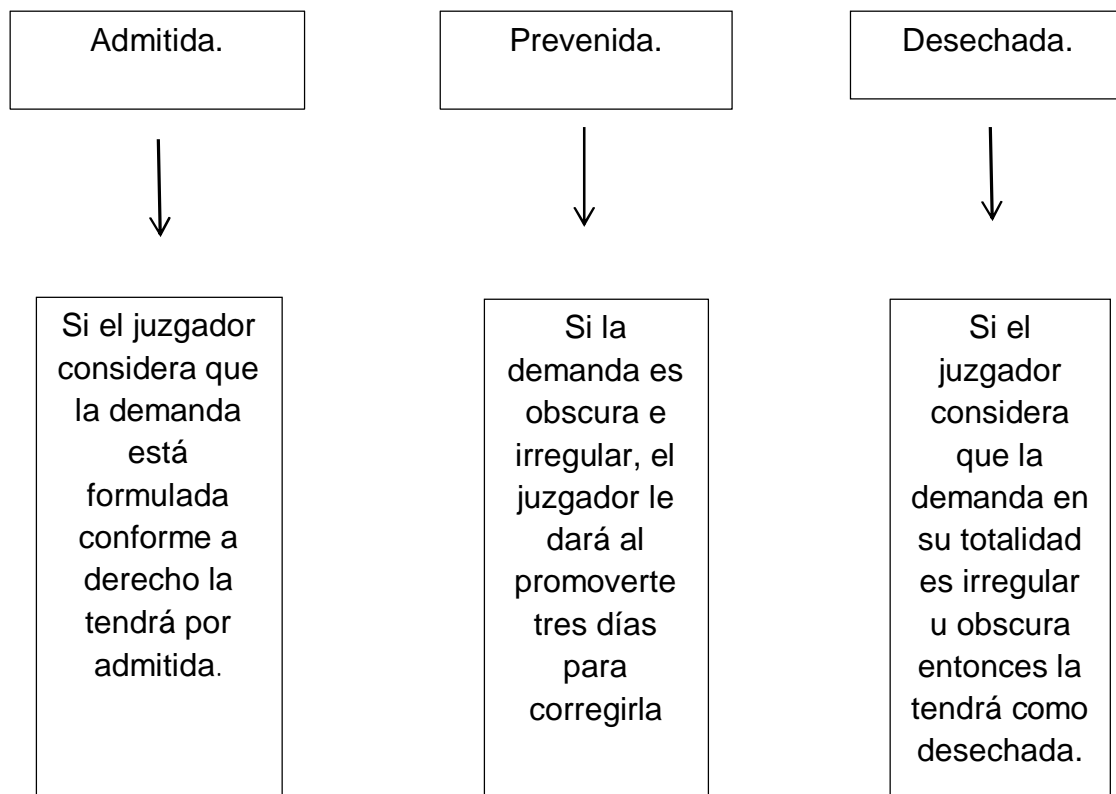 Admitida.
Prevenida.
Desechada.
Si el juzgador
considera que
la demanda
está
formulada
conforme a
derecho la
tendrá por
admitida.
Si la
demanda es
obscura e
irregular, el
juzgador le
dará al
promoverte
tres días
para
corregirla
Si el
juzgador
considera
que la
demanda en
su totalidad
es irregular
u obscura
entonces la
tendrá como
desechada.